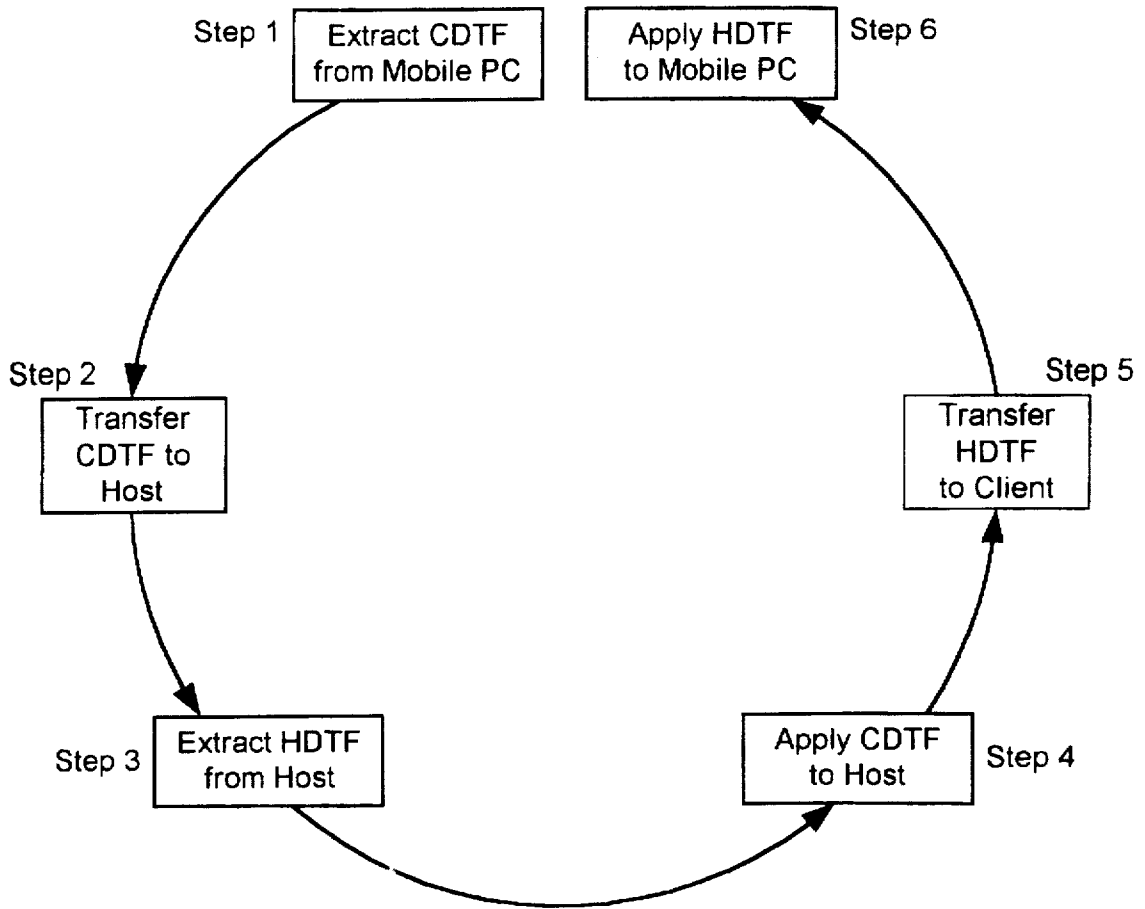 Step 1
Extract CDTF
from Mobile PC
Apply HDTF
to Mobile PC
Step 6
Step 2
Transfer
CDTF to
Host
Step 5
Transfer
HDTF
to Client
Step 3
Extract HDTF
from Host
Apply CDTF
to Host
Step 4